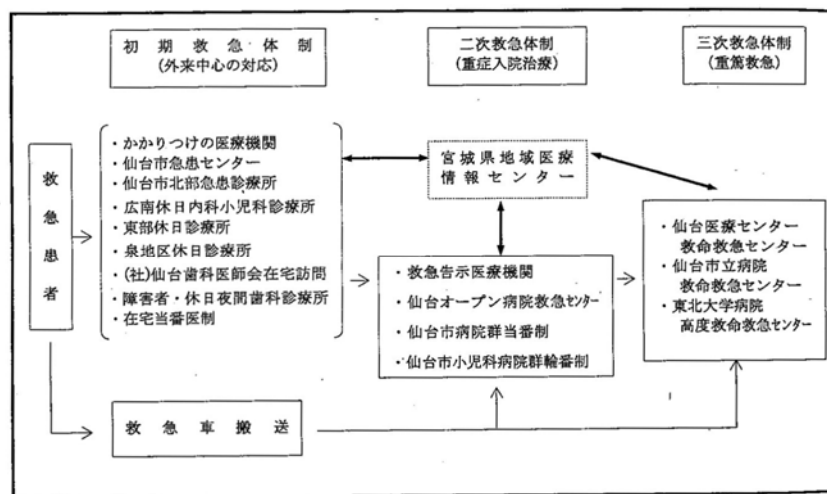 初期救急体制
(外来中心の対応)
二次救急体制
(重症入院治療)
三次救急体制
(重篤救急)
救急患者
・かかりつけの医療機関
・仙台市急患センター
・仙台市北部急患診療所
・広南休日内科小児科診療所
・東部休日診療所
・泉地区休日診療所
・(社)仙台歯科医師会在宅訪問
・障害者・休日夜間歯科診療所
・在宅当番医制
宮城県地域医療
情報センター
・救急告示医療機関
・仙台オープン病院救急センター
・仙台市病院群当番制
・仙台市小児科病院群輪番制
・仙台医療センター
救命救急センター
・仙台市立病院
救命救急センター
・東北大学病院
高度救命救急センター
救急車搬送